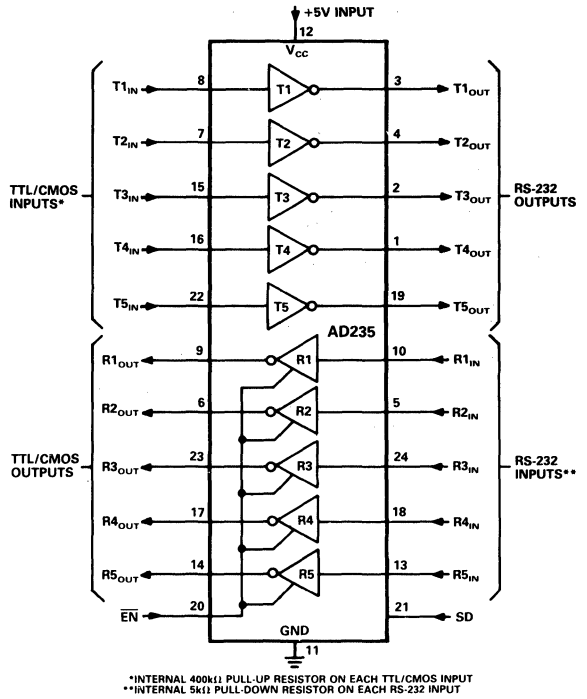 +5V INPUT
12
VCC
T1IN 8 T1 3 T1OUT
T2IN 7 T2 4 T2OUT
TTL/CMOS
INPUTS*
T3IN 15 T3 2 T3OUT
RS-232
OUTPUTS
T4IN 16 T4 1 T4OUT
T5IN 22 T5 19 T5OUT
AD235
R1OUT 9 R1 10 R1IN
R2OUT 6 R2 5 R2IN
TTL/CMOS
OUTPUTS
R3OUT 23 R3 24 R3IN
RS-232
INPUTS**
R4OUT 17 R4 18 R4IN
R5OUT 14 R5 13 R5IN
EN 20 21 SD
GND
11
*INTERNAL 400kΩ PULL-UP RESISTOR ON EACH TTL/CMOS INPUT
**INTERNAL 5kΩ PULL-DOWN RESISTOR ON EACH RS-232 INPUT